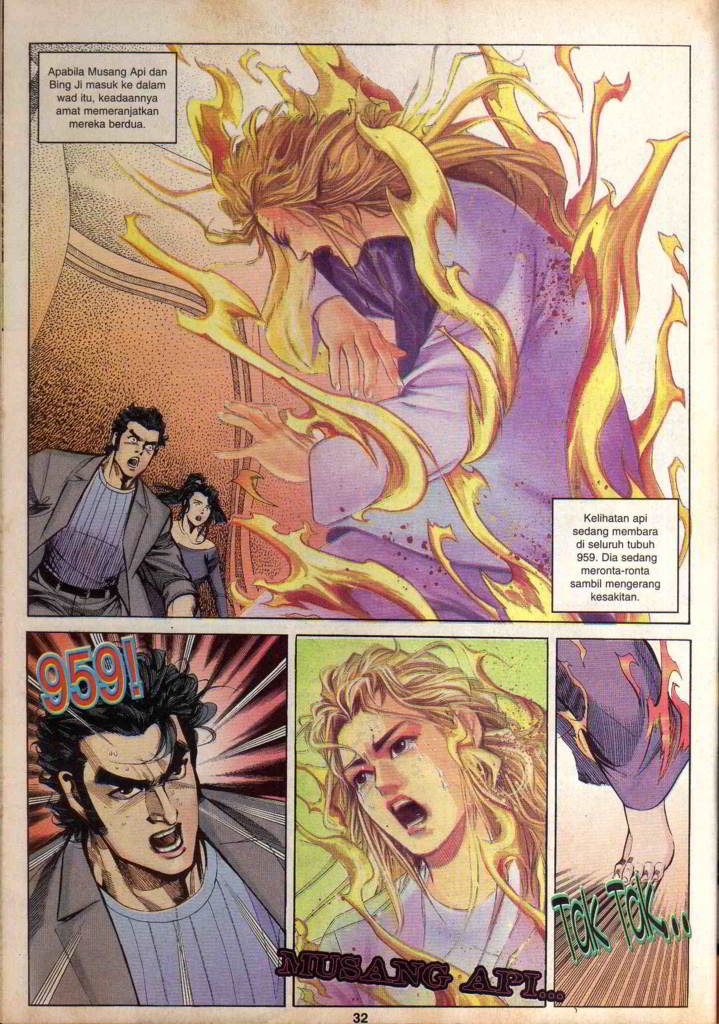 Apabila Musang Api dan
Bing Ji masuk ke dalam
wad itu, keadaannya
amat memeranjatkan
mereka berdua.
Kelihatan api
sedang membara
di seluruh tubuh
959. Dia sedang
meronta-ronta
sambil mengerang
kesakitan.
959!
MUSANG API...
TOK TOK...
32